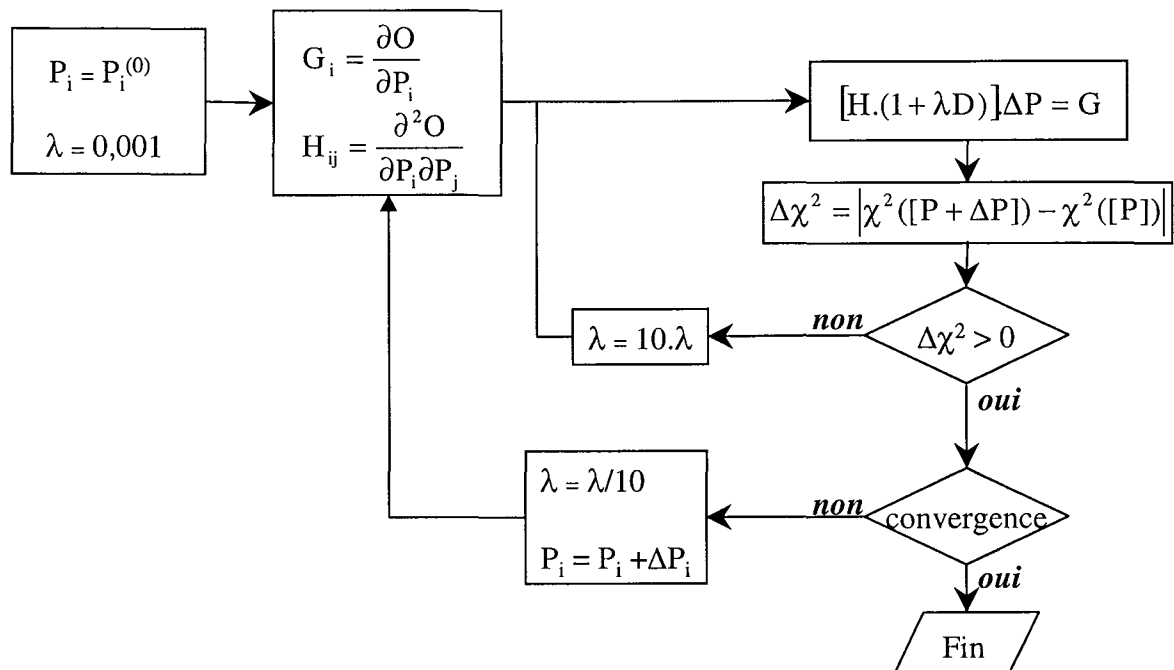 P_i = P_i^(0)
λ = 0,001
G_i = ∂O/∂P_i
H_ij = ∂²O/∂P_i∂P_j
[H.(1 + λD)].ΔP = G
Δχ² = |χ²([P + ΔP]) − χ²([P])|
Δχ² > 0
non
λ = 10.λ
oui
convergence
non
λ = λ/10
P_i = P_i + ΔP_i
oui
Fin